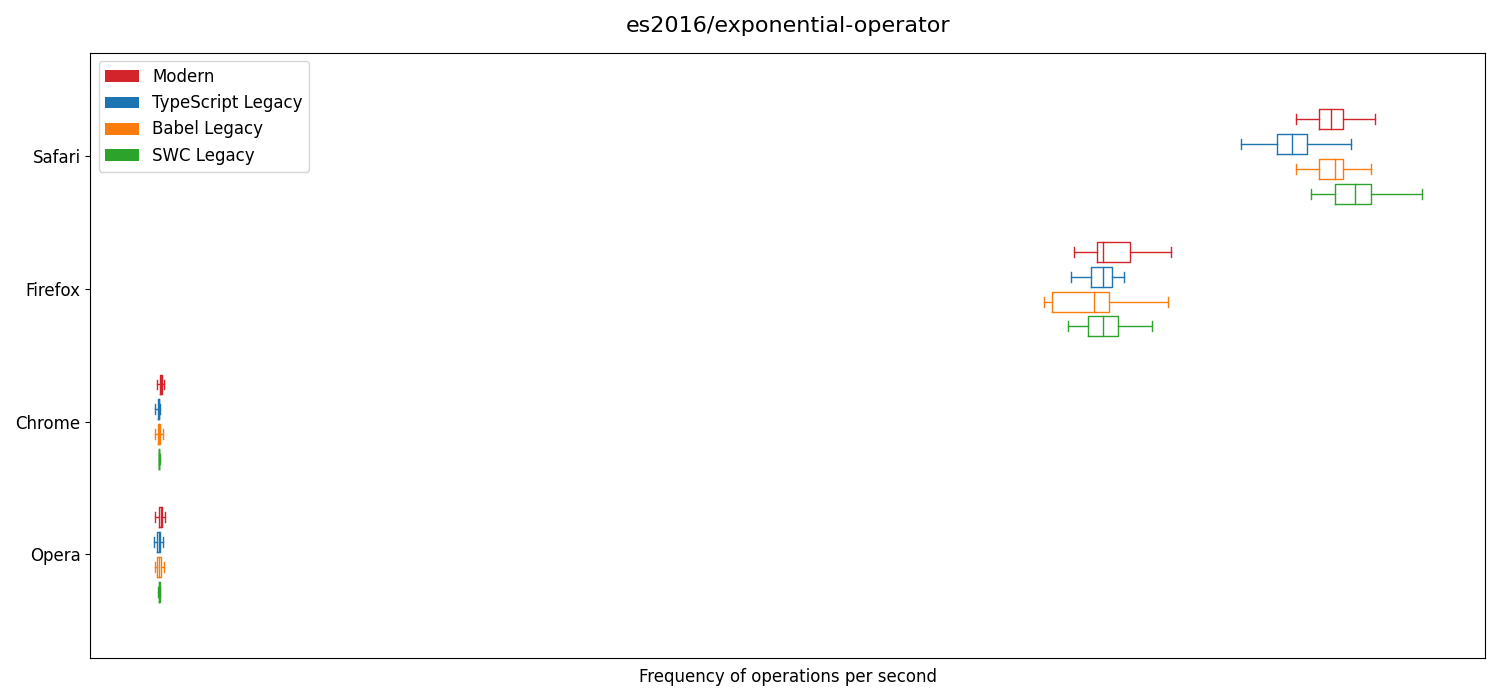 es2016/exponential-operator
Modern
TypeScript Legacy
Babel Legacy
SWC Legacy
Safari
Firefox
Chrome
Opera
Frequency of operations per second